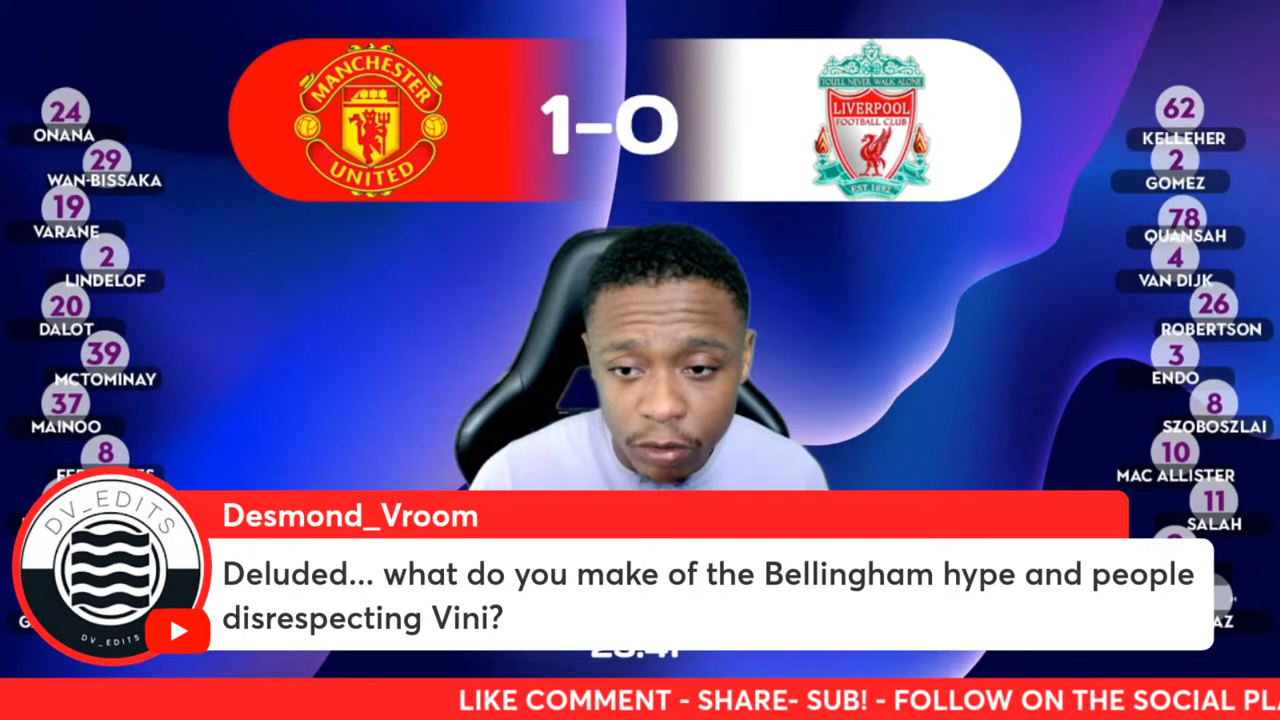 MANCHESTER
UNITED
1-0
YOU'LL NEVER WALK ALONE
LIVERPOOL
FOOTBALL CLUB
EST. 1892
24
ONANA
29
WAN-BISSAKA
19
VARANE
2
LINDELOF
20
DALOT
39
MCTOMINAY
37
MAINOO
8
62
KELLEHER
2
GOMEZ
78
QUANSAH
4
VAN DIJK
26
ROBERTSON
3
ENDO
8
SZOBOSZLAI
10
MAC ALLISTER
11
SALAH
AZ
DV_EDITS
DV_EDITS
Desmond_Vroom
Deluded... what do you make of the Bellingham hype and people
disrespecting Vini?
LIKE COMMENT - SHARE- SUB! - FOLLOW ON THE SOCIAL PLA